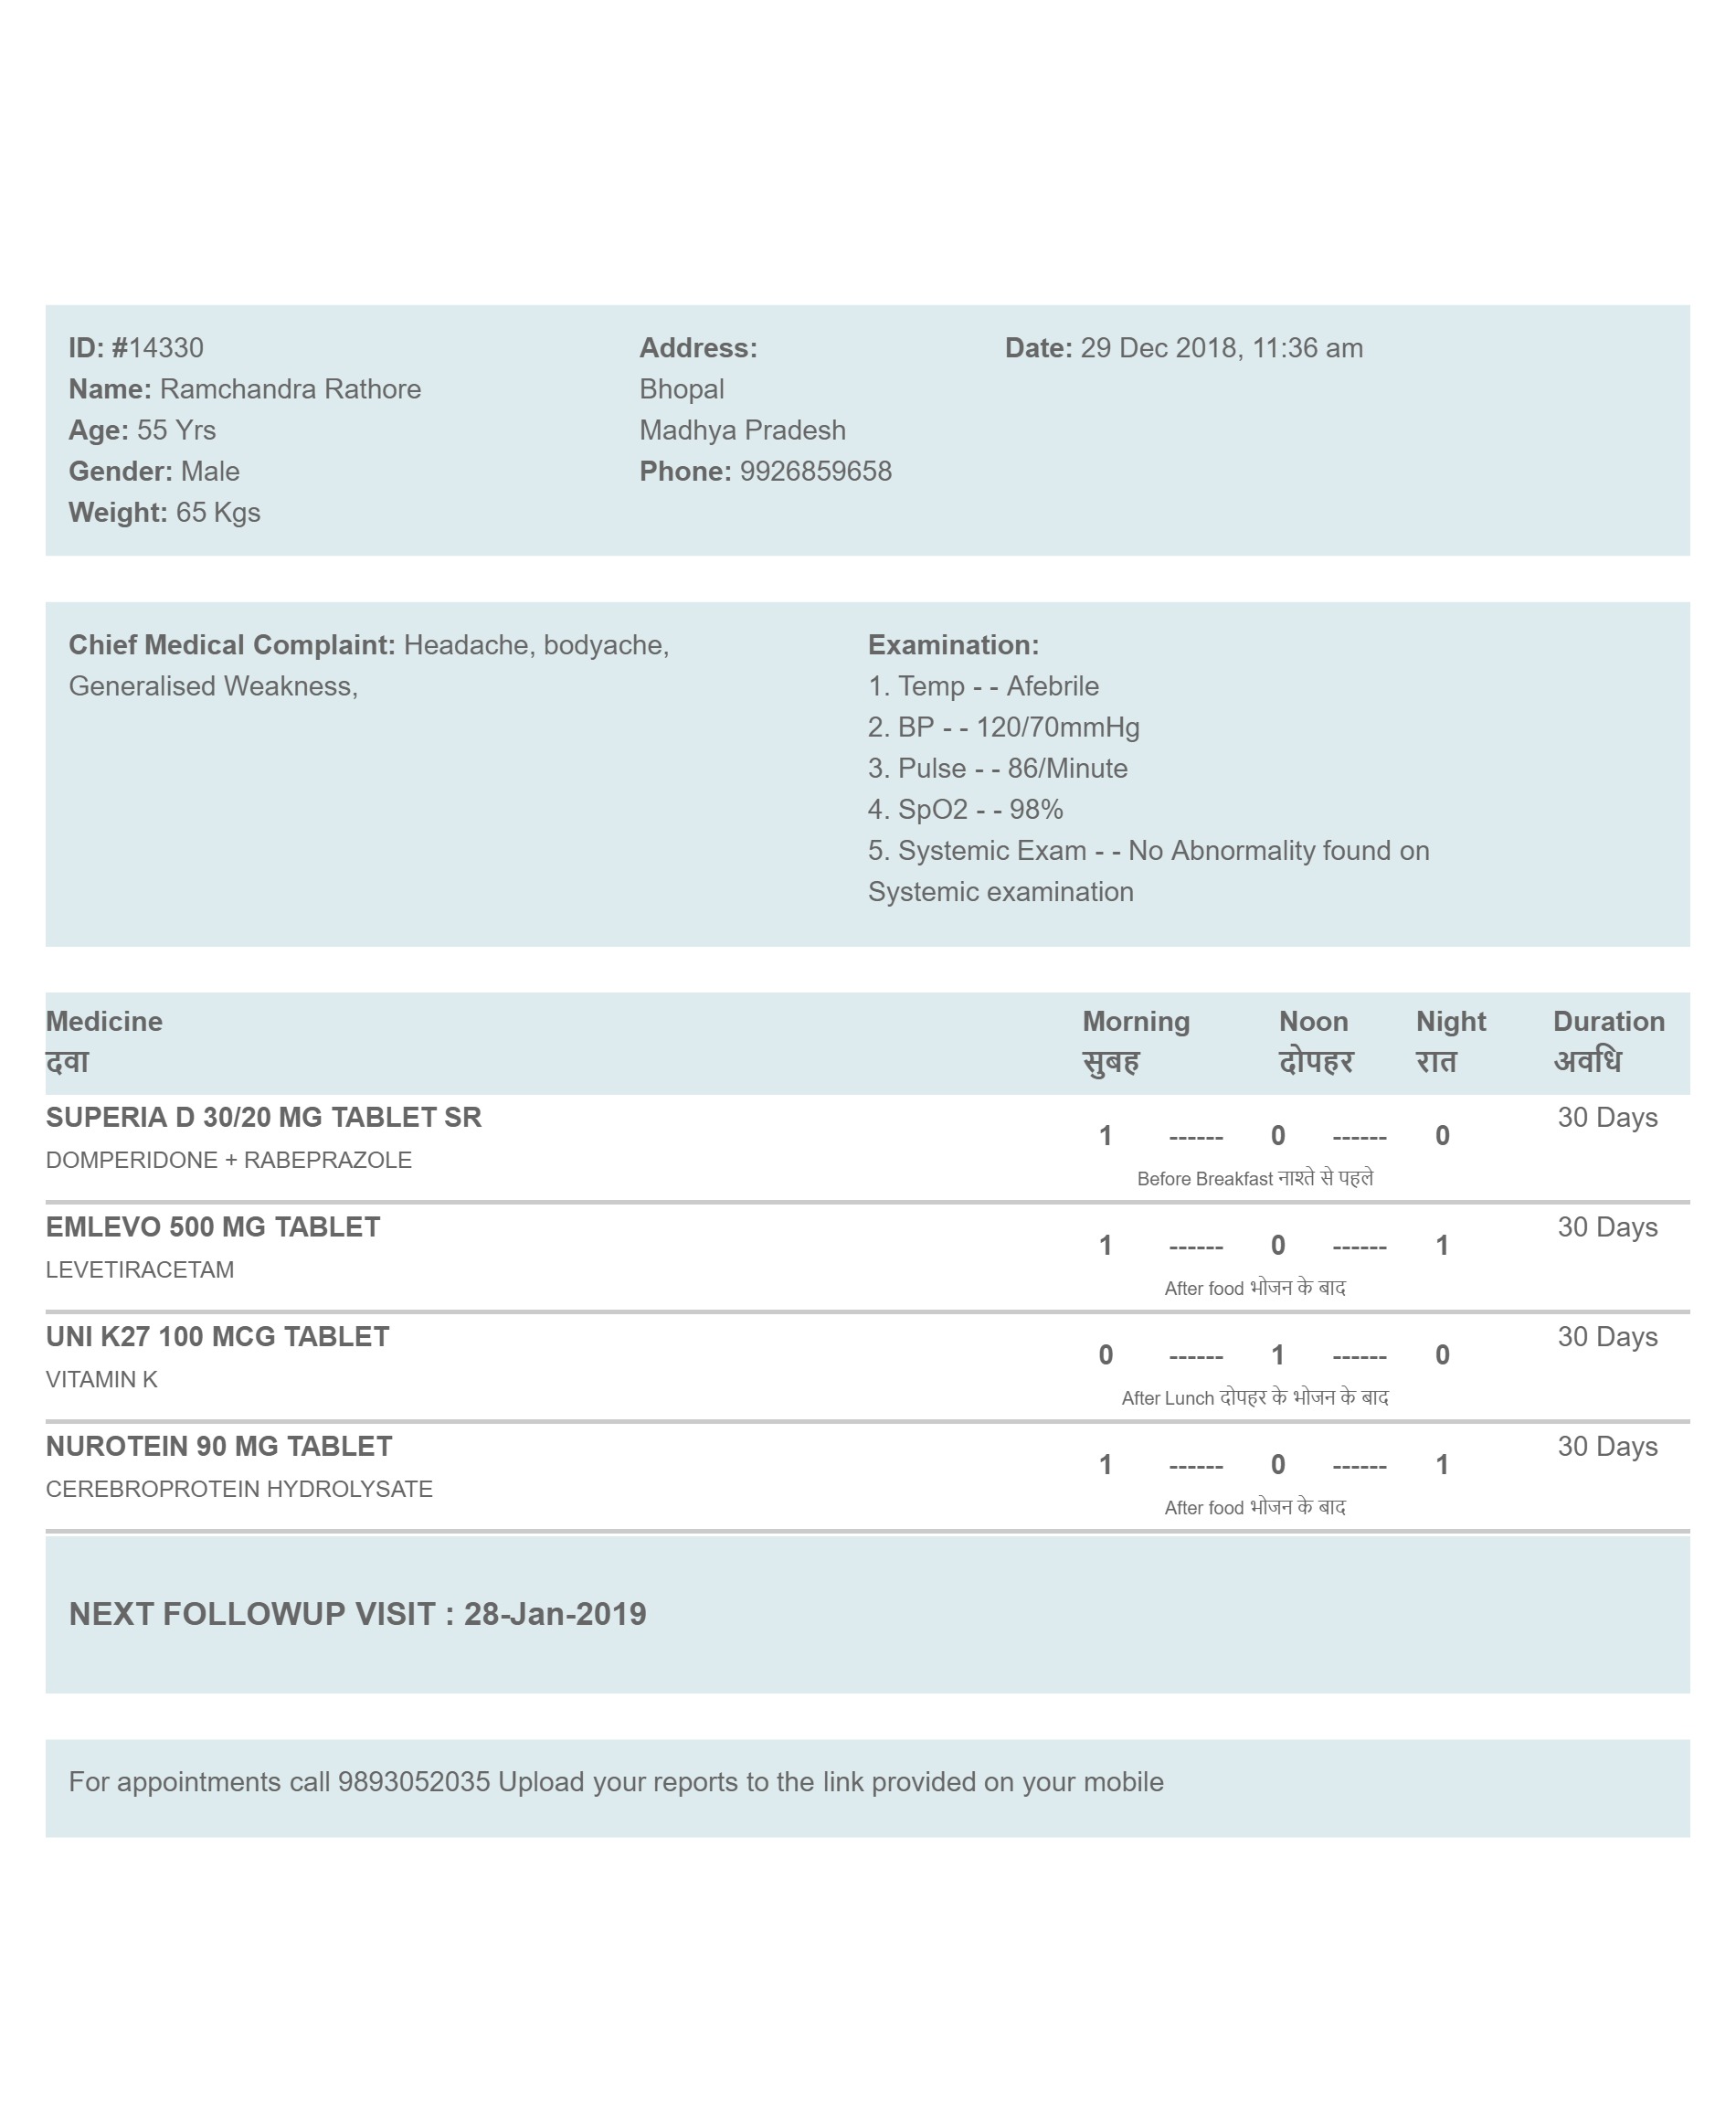 ID: #14330
Name: Ramchandra Rathore
Age: 55 Yrs
Gender: Male
Weight: 65 Kgs
Address:
Bhopal
Madhya Pradesh
Phone: 9926859658
Date: 29 Dec 2018, 11:36 am
Chief Medical Complaint: Headache, bodyache,
Generalised Weakness,
Examination:
1. Temp - - Afebrile
2. BP - - 120/70mmHg
3. Pulse - - 86/Minute
4. SpO2 - - 98%
5. Systemic Exam - - No Abnormality found on
Systemic examination
Medicine Morning Noon Night Duration
दवा सुबह दोपहर रात अवधि
SUPERIA D 30/20 MG TABLET SR 30 Days
1 ------ 0 ------ 0
DOMPERIDONE + RABEPRAZOLE
Before Breakfast नाश्ते से पहले
EMLEVO 500 MG TABLET 30 Days
1 ------ 0 ------ 1
LEVETIRACETAM
After food भोजन के बाद
UNI K27 100 MCG TABLET 30 Days
0 ------ 1 ------ 0
VITAMIN K
After Lunch दोपहर के भोजन के बाद
NUROTEIN 90 MG TABLET 30 Days
1 ------ 0 ------ 1
CEREBROPROTEIN HYDROLYSATE
After food भोजन के बाद
NEXT FOLLOWUP VISIT : 28-Jan-2019
For appointments call 9893052035 Upload your reports to the link provided on your mobile